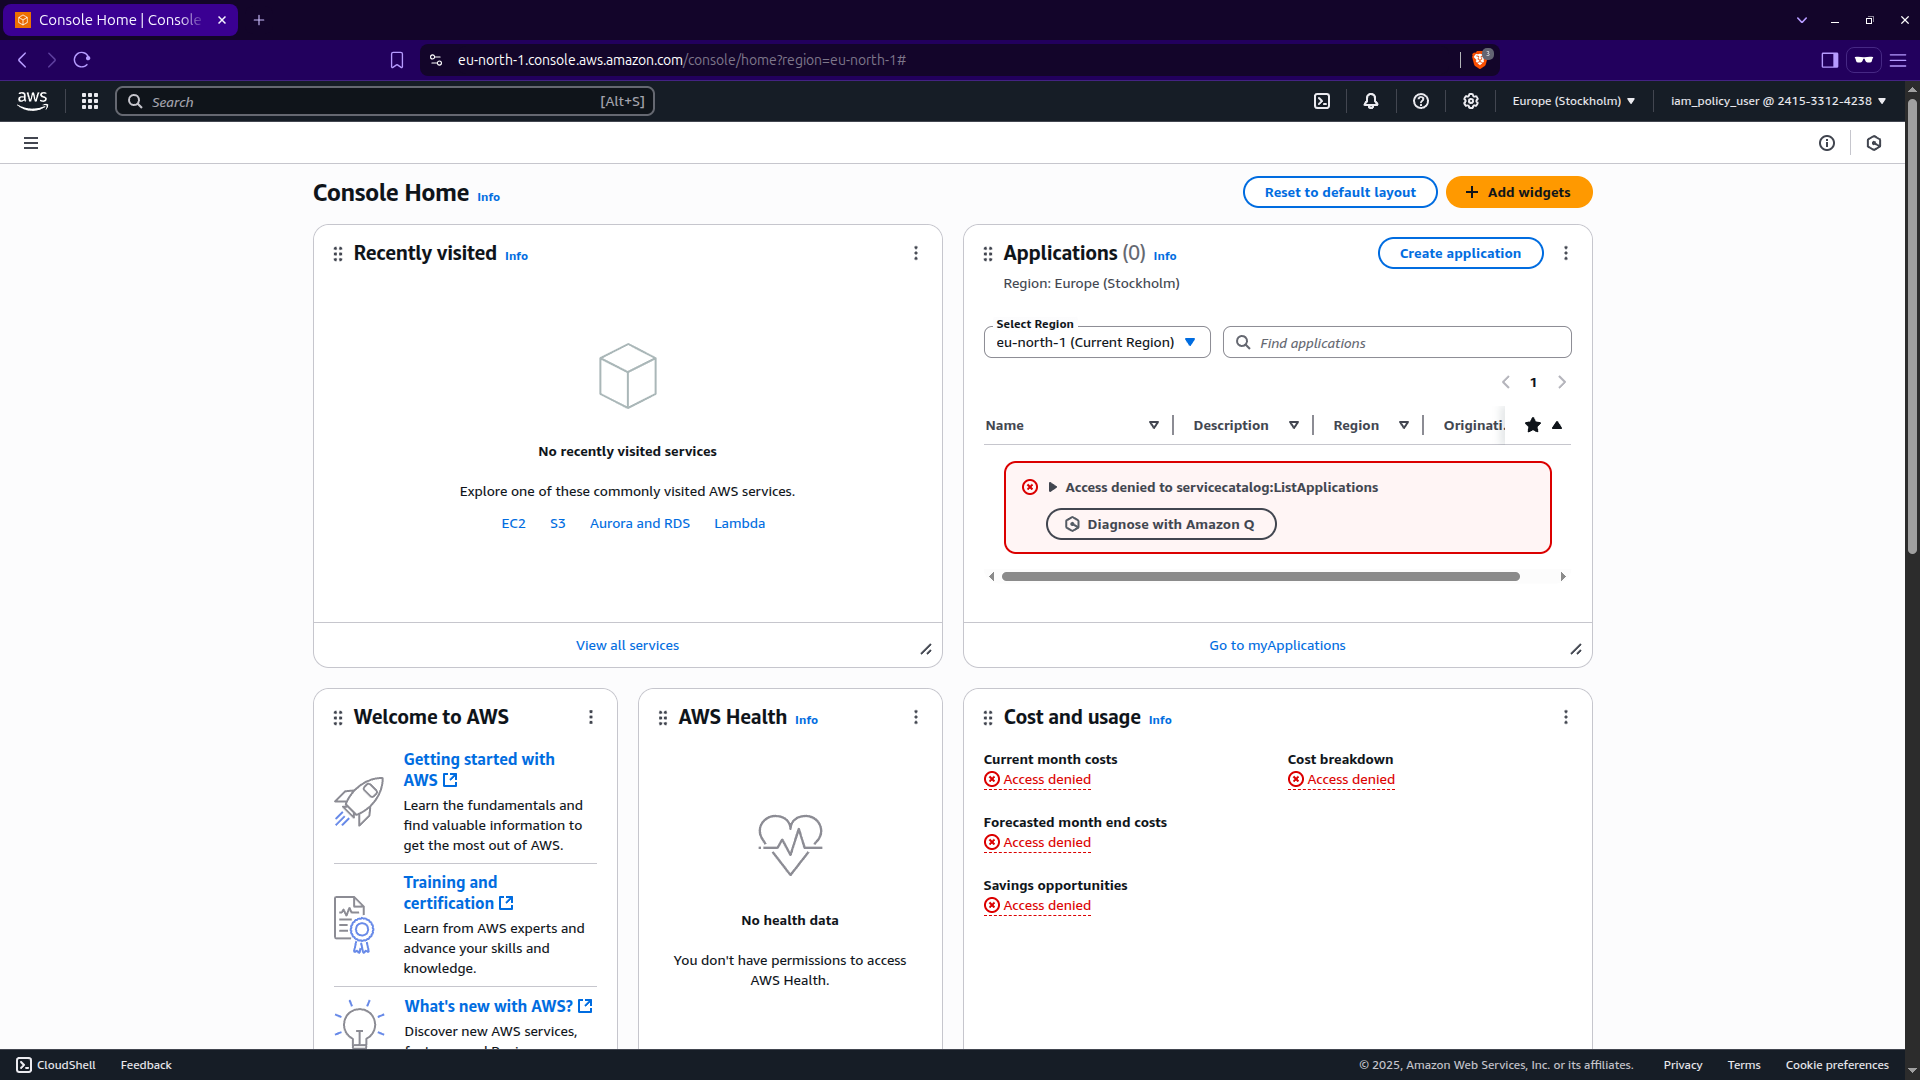 Console Home | Console
eu-north-1.console.aws.amazon.com/console/home?region=eu-north-1#
3
aws
Search
[Alt+S]
Europe (Stockholm)
iam_policy_user @ 2415-3312-4238
Console Home Info
Reset to default layout
Add widgets
Recently visited Info
No recently visited services
Explore one of these commonly visited AWS services.
EC2 S3 Aurora and RDS Lambda
View all services
Applications (0) Info
Create application
Region: Europe (Stockholm)
Select Region
eu-north-1 (Current Region)
Find applications
1
Name Description Region Originati.
Access denied to servicecatalog:ListApplications
Diagnose with Amazon Q
Go to myApplications
Welcome to AWS
Getting started with
AWS
Learn the fundamentals and
find valuable information to
get the most out of AWS.
Training and
certification
Learn from AWS experts and
advance your skills and
knowledge.
What's new with AWS?
Discover new AWS services,
AWS Health Info
No health data
You don't have permissions to access
AWS Health.
Cost and usage Info
Current month costs
Access denied
Cost breakdown
Access denied
Forecasted month end costs
Access denied
Savings opportunities
Access denied
CloudShell
Feedback
© 2025, Amazon Web Services, Inc. or its affiliates.
Privacy
Terms
Cookie preferences